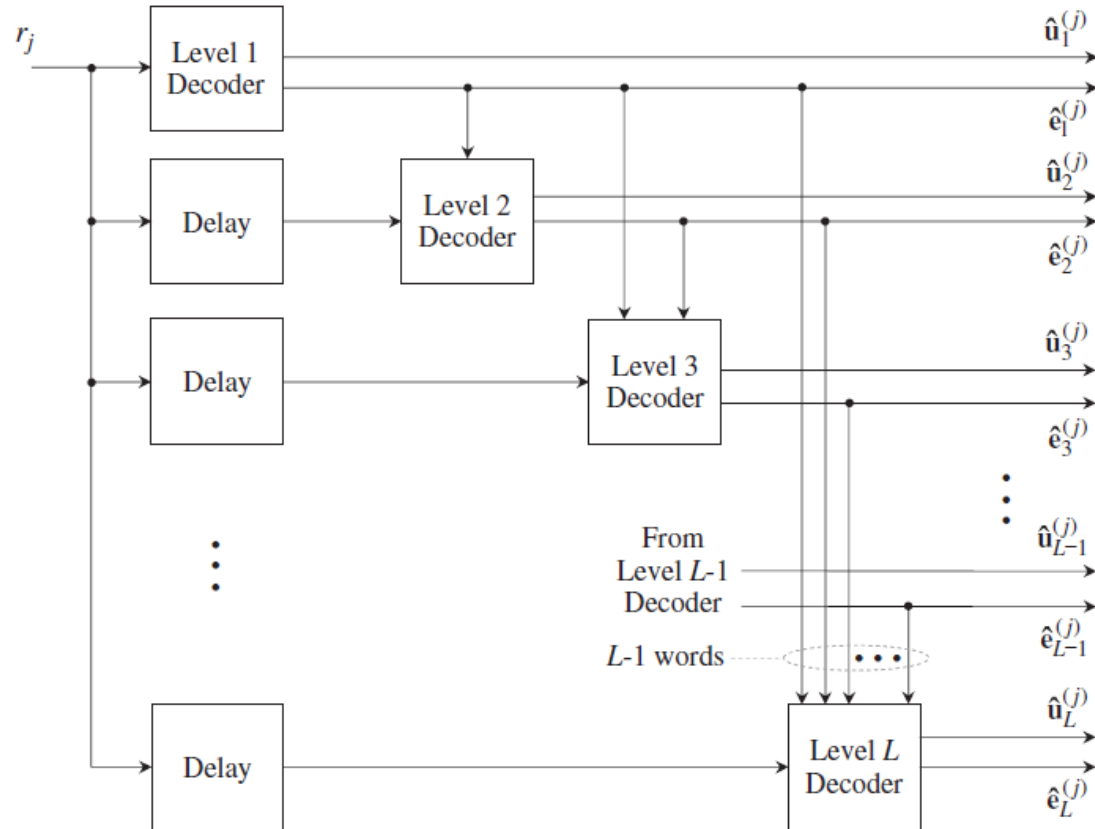 r_j
Level 1
Decoder
û_1^(j)
ê_1^(j)
Delay
Level 2
Decoder
û_2^(j)
ê_2^(j)
Delay
Level 3
Decoder
û_3^(j)
ê_3^(j)
From
Level L-1
Decoder
û_{L-1}^(j)
ê_{L-1}^(j)
L-1 words
Delay
Level L
Decoder
û_L^(j)
ê_L^(j)